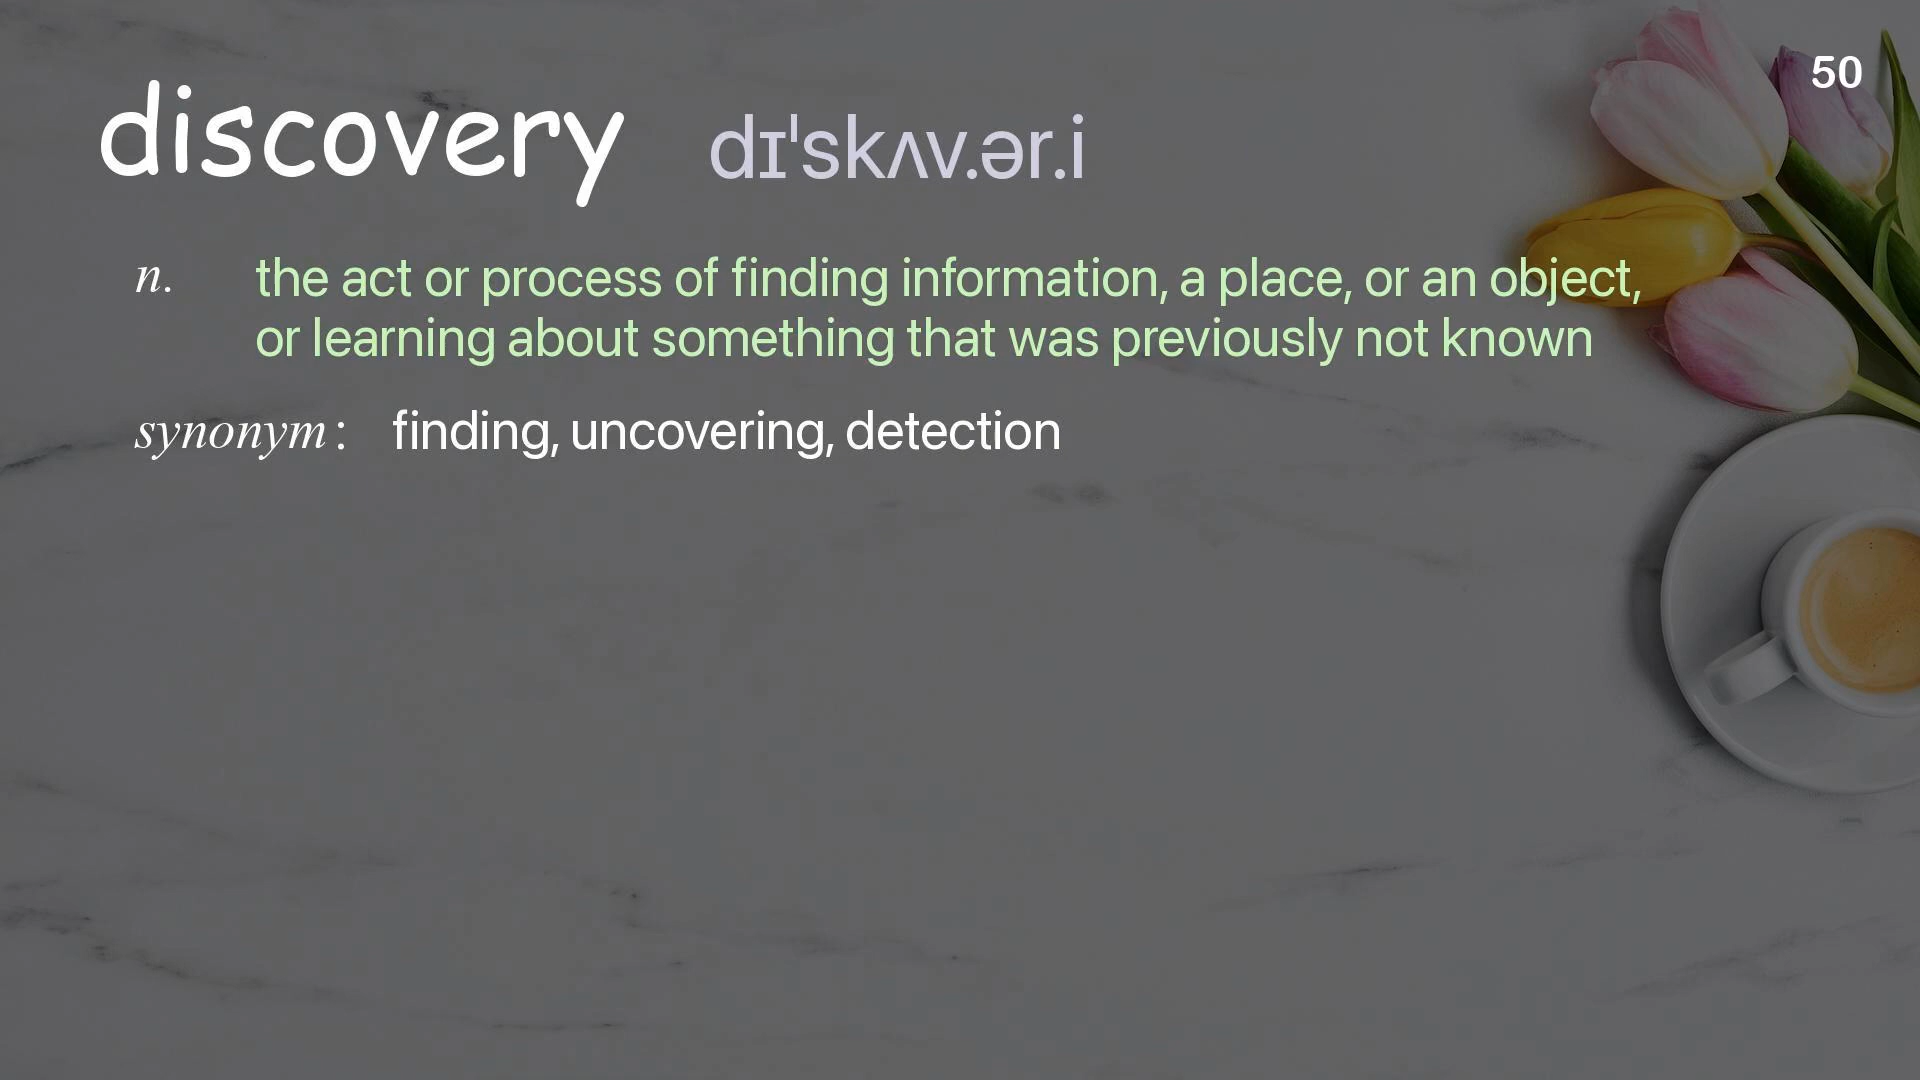 50
discovery dɪˈskʌv.ər.i
n. the act or process of finding information, a place, or an object,
or learning about something that was previously not known
synonym: finding, uncovering, detection